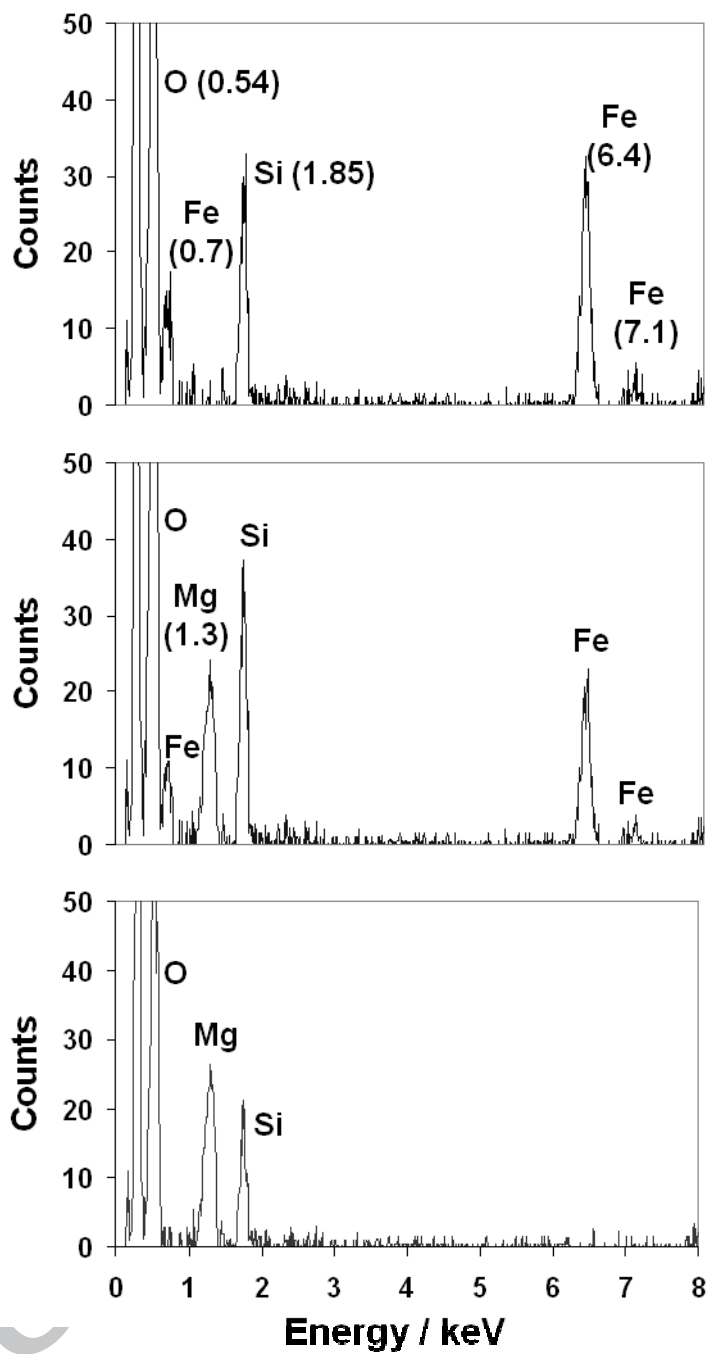 50
40
30
20
10
0
Counts
O (0.54)
Fe
(0.7)
Si (1.85)
Fe
(6.4)
Fe
(7.1)
50
40
30
20
10
0
Counts
O
Fe
Mg
(1.3)
Si
Fe
Fe
50
40
30
20
10
0
Counts
O
Mg
Si
0 1 2 3 4 5 6 7 8
Energy / keV